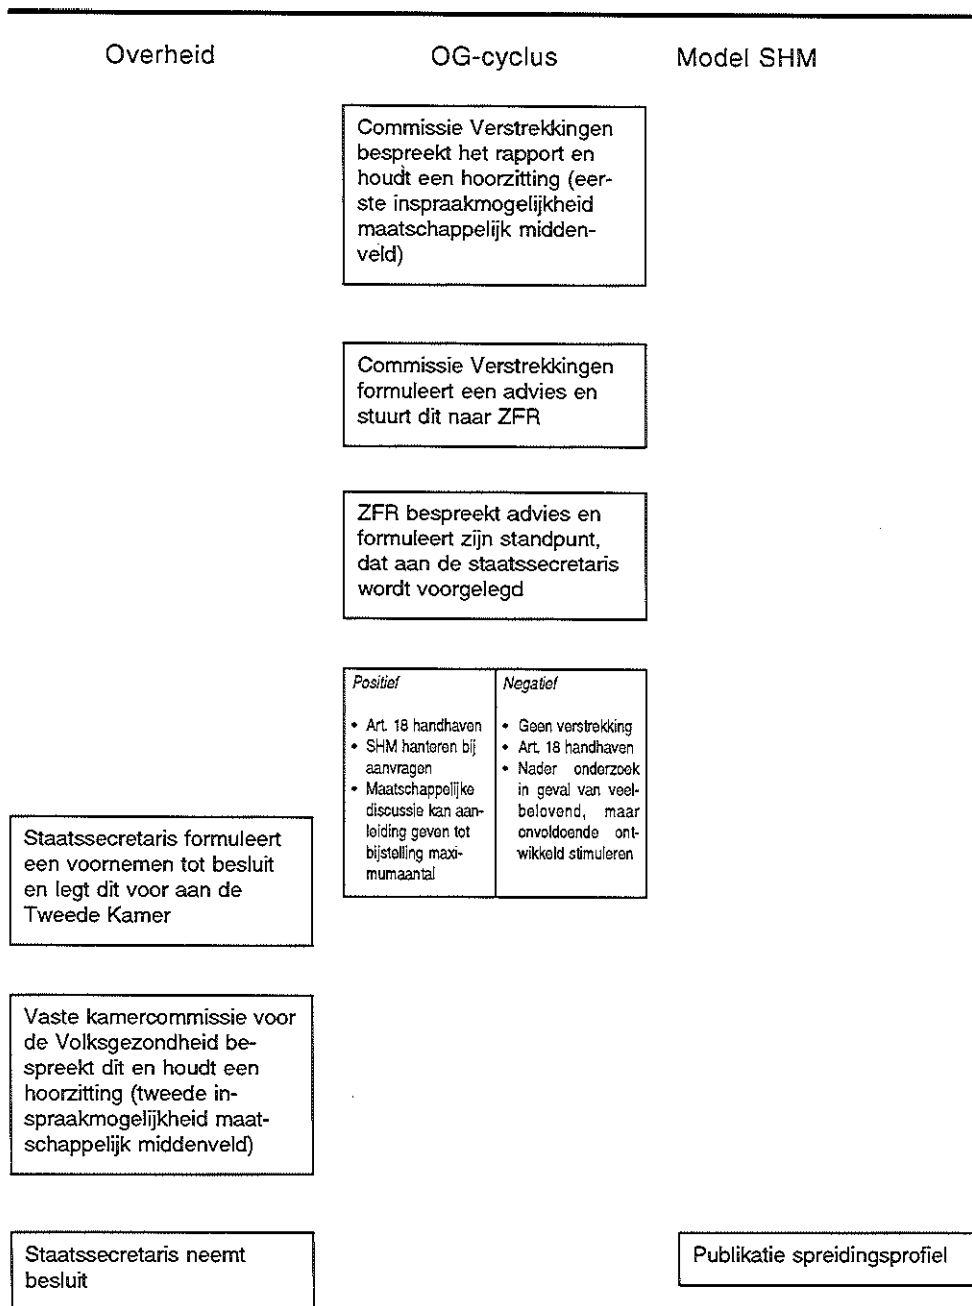 Overheid OG-cyclus Model SHM
Commissie Verstrekkingen
bespreekt het rapport en
houdt een hoorzitting (eer-
ste inspraakmogelijkheid
maatschappelijk midden-
veld)
Commissie Verstrekkingen
formuleert een advies en
stuurt dit naar ZFR
ZFR bespreekt advies en
formuleert zijn standpunt,
dat aan de staatssecretaris
wordt voorgelegd
Positief
• Art. 18 handhaven
• SHM hanteren bij
aanvragen
• Maatschappelijke
discussie kan aan-
leiding geven tot
bijstelling maxi-
mumaantal
Negatief
• Geen verstrekking
• Art. 18 handhaven
• Nader onderzoek
in geval van veel-
belovend, maar
onvoldoende ont-
wikkeld stimuleren
Staatssecretaris formuleert
een voornemen tot besluit
en legt dit voor aan de
Tweede Kamer
Vaste kamercommissie voor
de Volksgezondheid be-
spreekt dit en houdt een
hoorzitting (tweede in-
spraakmogelijkheid maat-
schappelijk middenveld)
Staatssecretaris neemt
besluit
Publikatie spreidingsprofiel